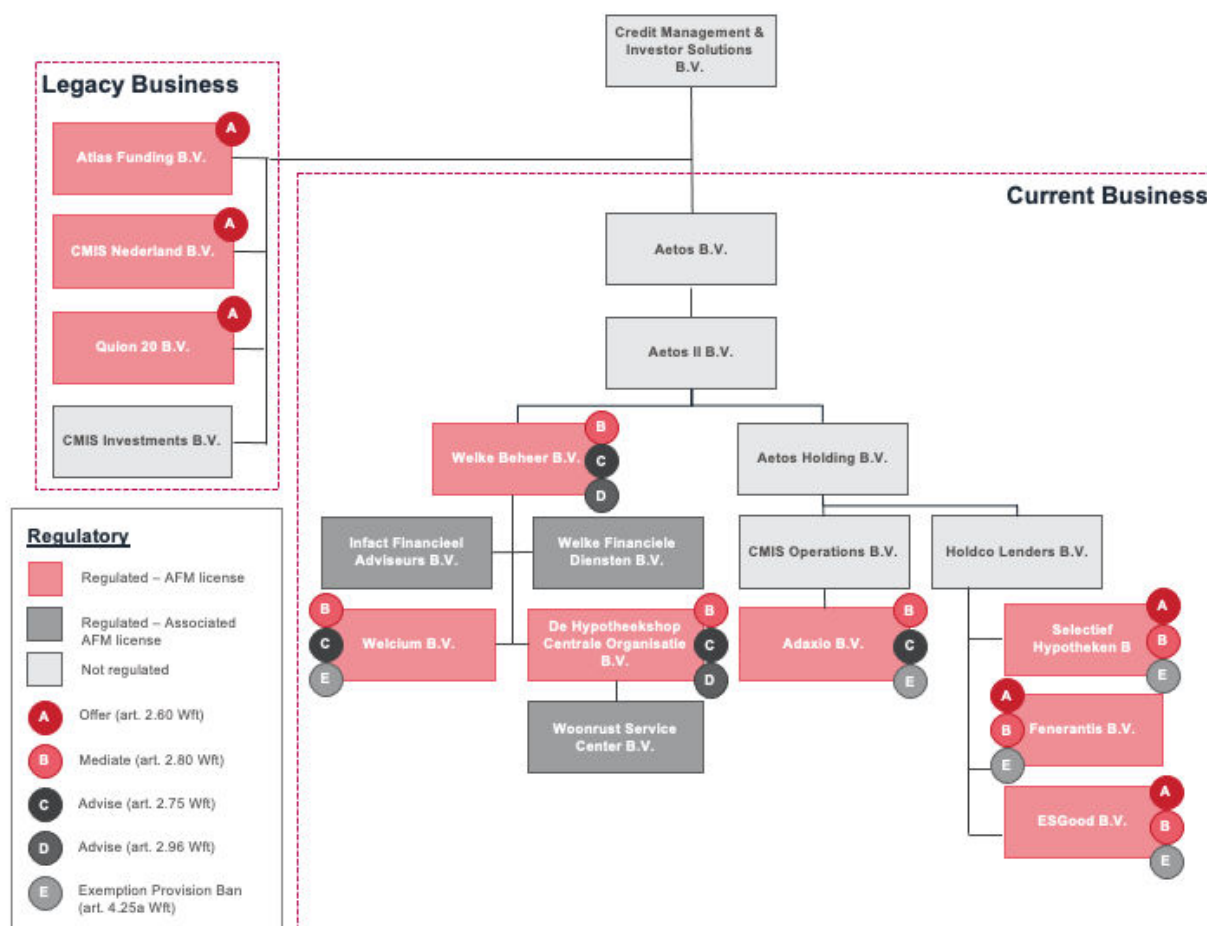 Credit Management &
Investor Solutions
B.V.
Legacy Business
A
Atlas Funding B.V.
A
CMIS Nederland B.V.
A
Quion 20 B.V.
CMIS Investments B.V.
Current Business
Aetos B.V.
Aetos II B.V.
Welke Beheer B.V.
B
C
D
Aetos Holding B.V.
Infact Financieel
Adviseurs B.V.
Welke Financiele
Diensten B.V.
CMIS Operations B.V.
Holdco Lenders B.V.
B
C
E
Welcium B.V.
De Hypotheekshop
Centrale Organisatie
B.V.
B
C
D
Adaxio B.V.
B
C
E
Selectief
Hypotheken B
A
B
E
Woonrust Service
Center B.V.
A
B
E
Fenerantis B.V.
ESGood B.V.
A
B
E
Regulatory
Regulated – AFM license
Regulated – Associated
AFM license
Not regulated
A
Offer (art. 2.60 Wft)
B
Mediate (art. 2.80 Wft)
C
Advise (art. 2.75 Wft)
D
Advise (art. 2.96 Wft)
E
Exemption Provision Ban
(art. 4.25a Wft)